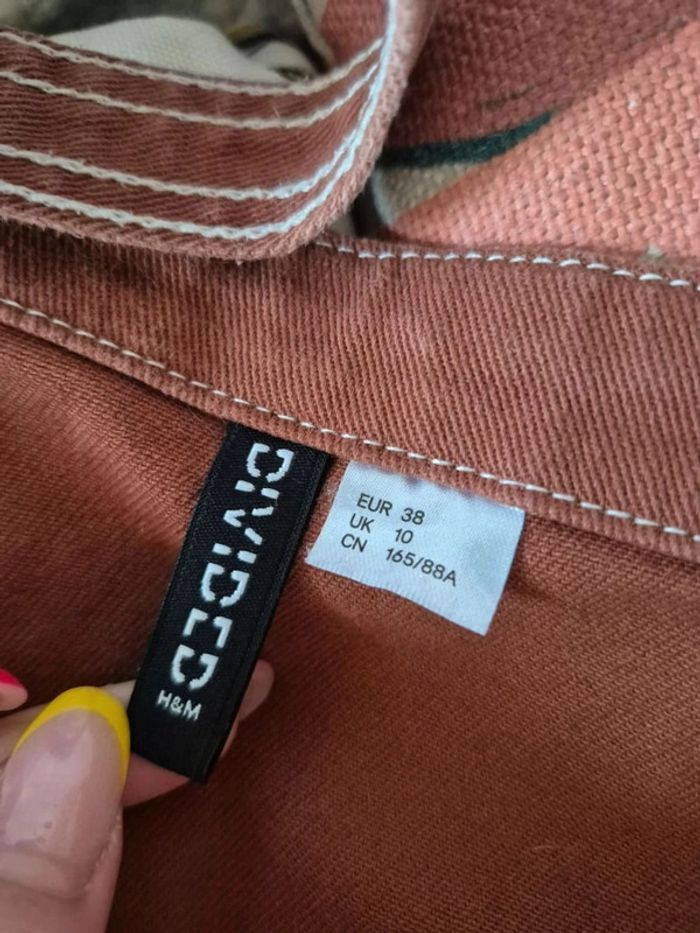 DIVIDED
H&M
EUR 38
UK 10
CN 165/88A